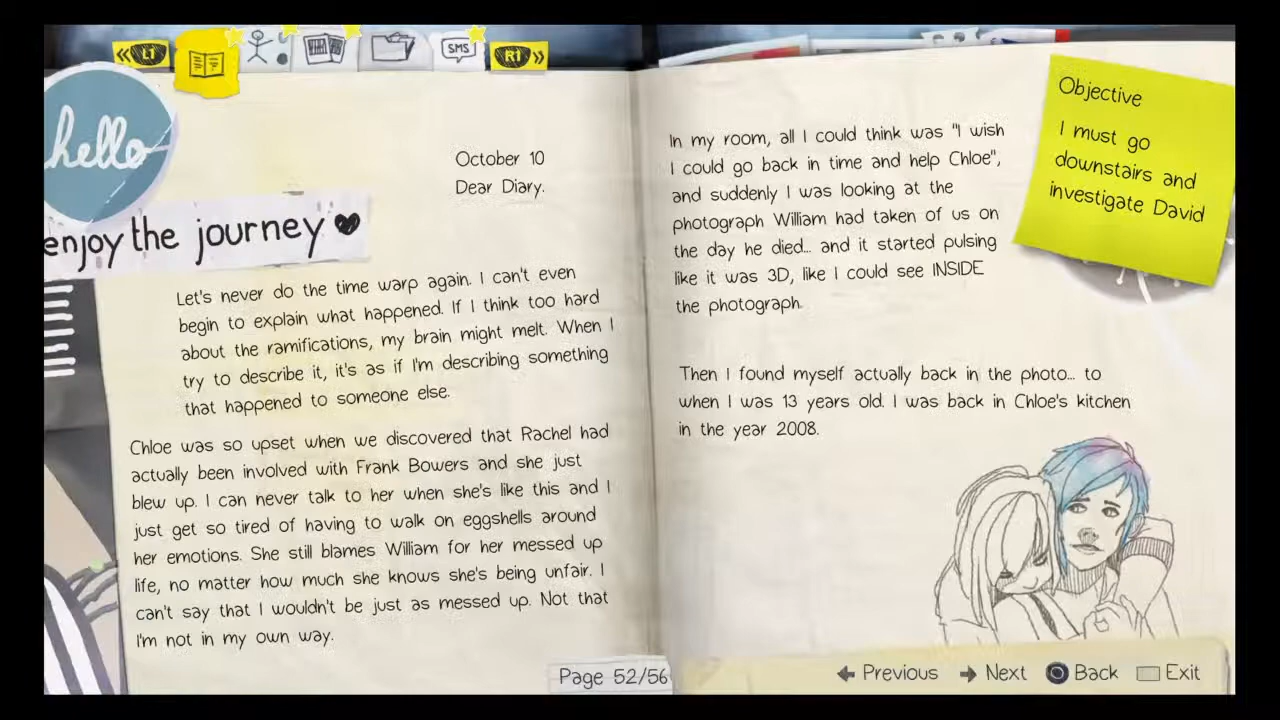 L1
SMS
R1
hello
enjoy the journey
October 10
Dear Diary.
Let's never do the time warp again. I can't even
begin to explain what happened. If I think too hard
about the ramifications, my brain might melt. When I
try to describe it, it's as if I'm describing something
that happened to someone else.
Chloe was so upset when we discovered that Rachel had
actually been involved with Frank Bowers and she just
blew up. I can never talk to her when she's like this and I
just get so tired of having to walk on eggshells around
her emotions. She still blames William for her messed up
life, no matter how much she knows she's being unfair. I
can't say that I wouldn't be just as messed up. Not that
I'm not in my own way.
In my room, all I could think was "I wish
I could go back in time and help Chloe",
and suddenly I was looking at the
photograph William had taken of us on
the day he died... and it started pulsing
like it was 3D, like I could see INSIDE
the photograph.
Then I found myself actually back in the photo... to
when I was 13 years old. I was back in Chloe's kitchen
in the year 2008.
Objective
I must go
downstairs and
investigate David
Page 52/56
Previous
Next
Back
Exit